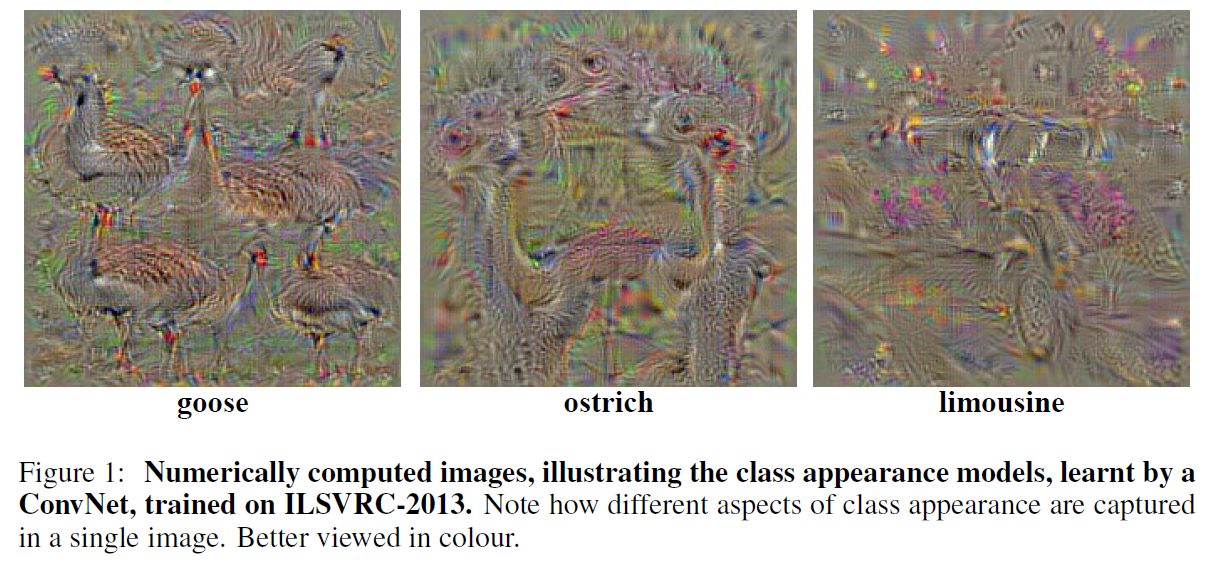 goose
ostrich
limousine
Figure 1: Numerically computed images, illustrating the class appearance models, learnt by a
ConvNet, trained on ILSVRC-2013. Note how different aspects of class appearance are captured
in a single image. Better viewed in colour.